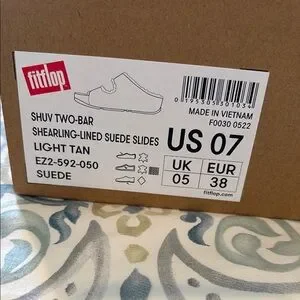 fitflop
0195305301034
MADE IN VIETNAM
F0030 0522
SHUV TWO-BAR
SHEARLING-LINED SUEDE SLIDES
LIGHT TAN
EZ2-592-050
SUEDE
US 07
UK EUR
05 38
fitflop.com